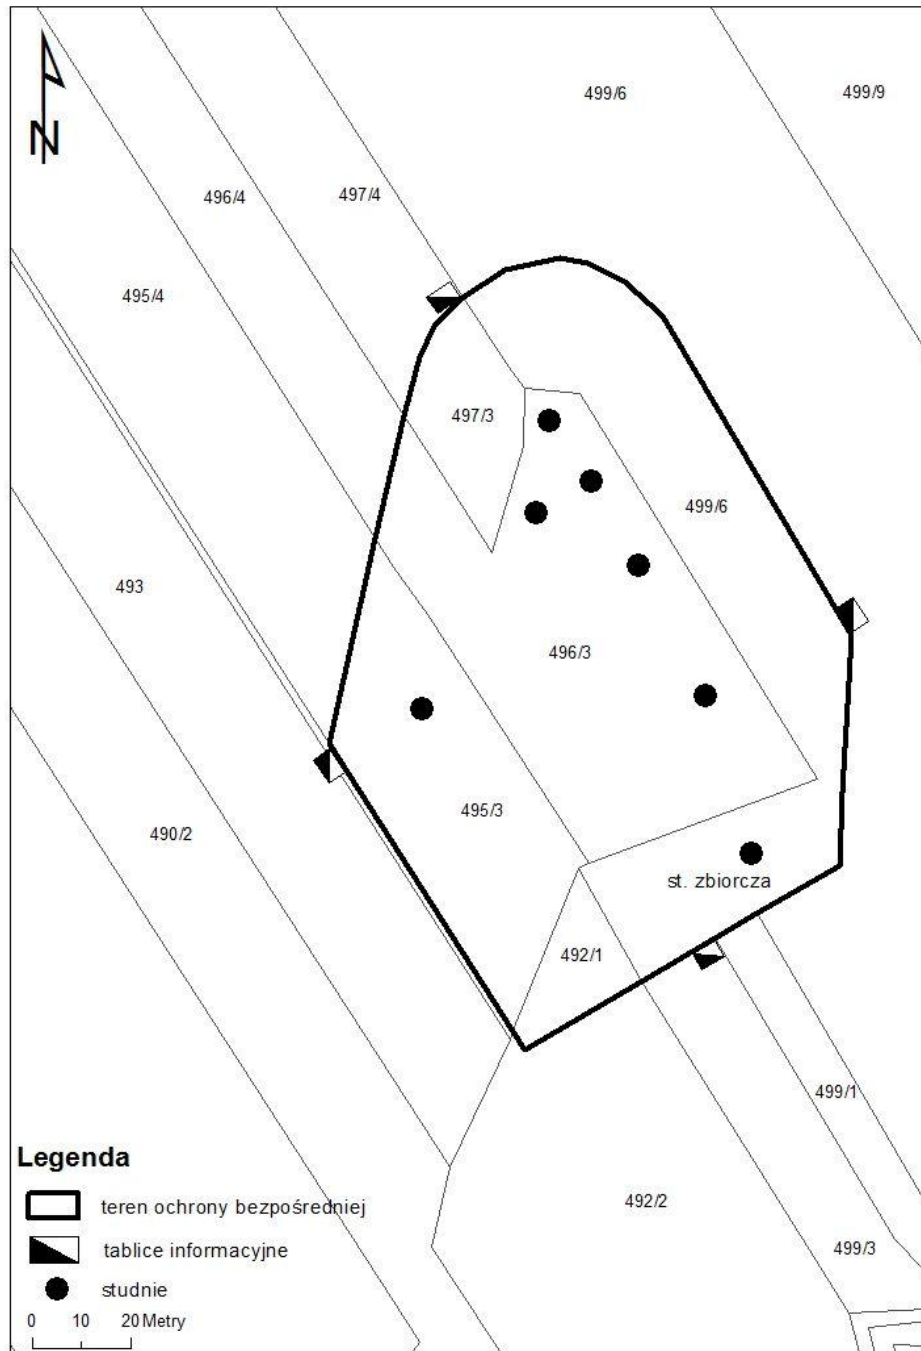 499/6
499/9
N
496/4
497/4
495/4
497/3
499/6
493
496/3
495/3
490/2
st. zbiorcza
492/1
499/1
492/2
499/3
Legenda
teren ochrony bezpośredniej
tablice informacyjne
studnie
0 10 20 Metry